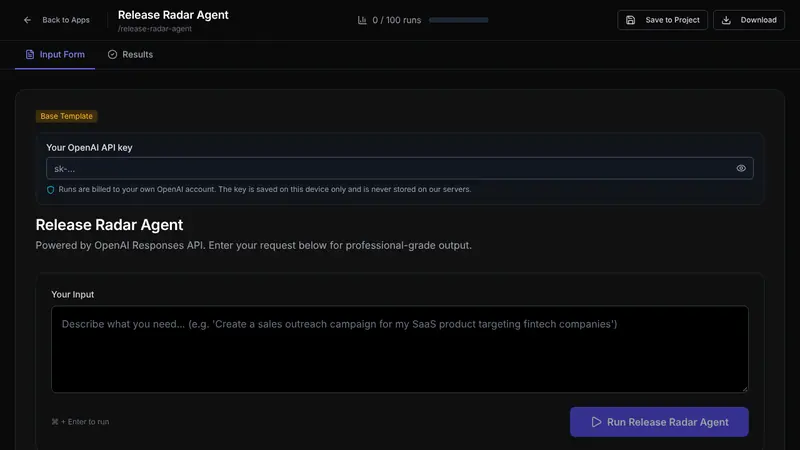 Back to Apps
Release Radar Agent
/release-radar-agent
0 / 100 runs
Save to Project
Download
Input Form
Results
Base Template
Your OpenAI API key
sk-...
Runs are billed to your own OpenAI account. The key is saved on this device only and is never stored on our servers.
Release Radar Agent
Powered by OpenAI Responses API. Enter your request below for professional-grade output.
Your Input
Describe what you need... (e.g. 'Create a sales outreach campaign for my SaaS product targeting fintech companies')
⌘ + Enter to run
Run Release Radar Agent